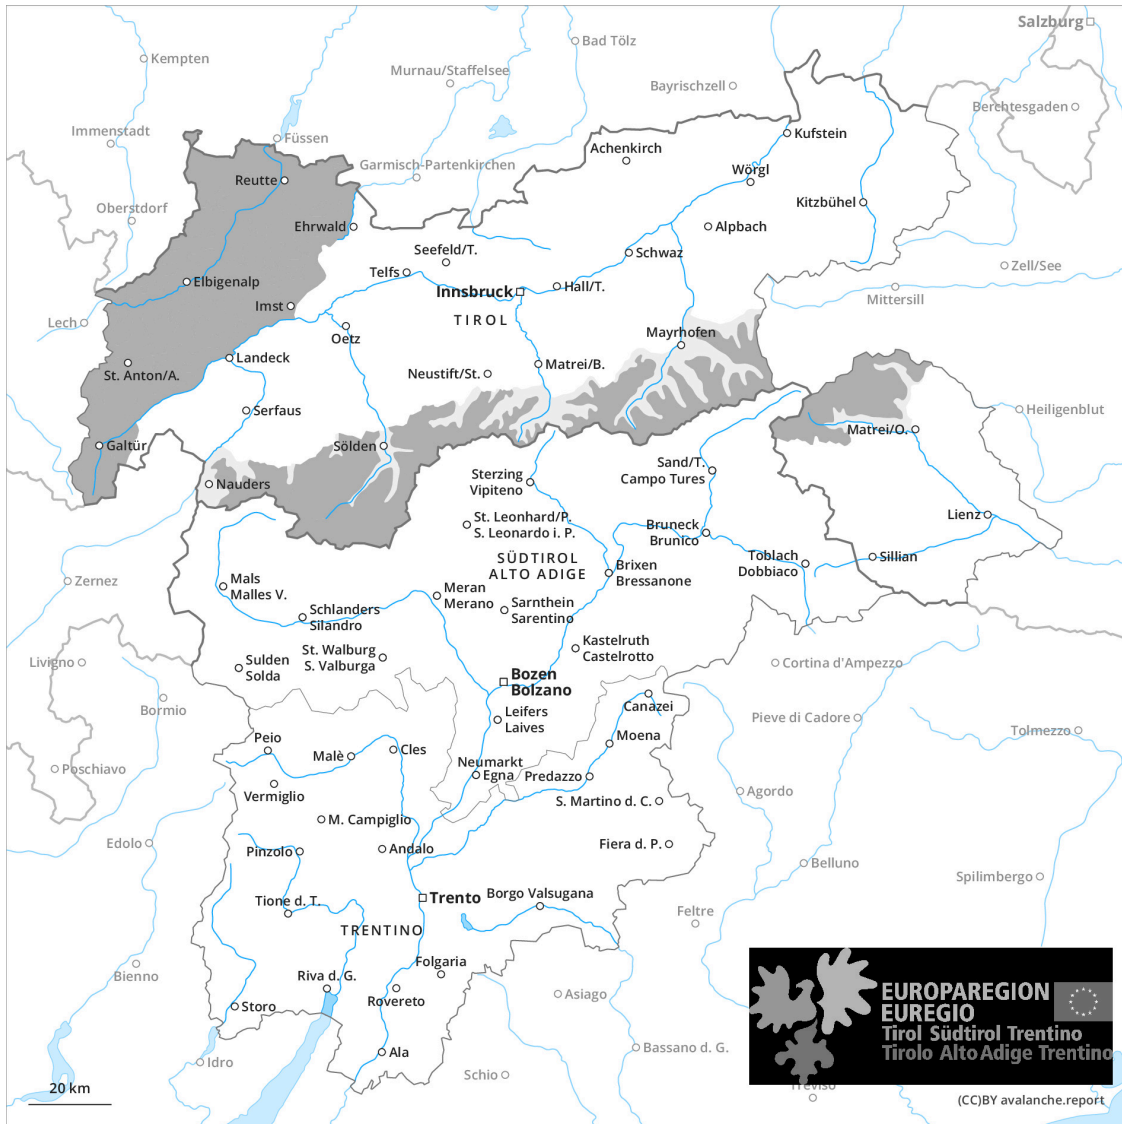 Salzburg
Bad Tölz
Kempten
Murnau/Staffelsee
Bayrischzell
Berchtesgaden
Immenstadt
Füssen
Kufstein
Achenkirch
Garmisch-Partenkirchen
Wörgl
Reutte
Kitzbühel
Oberstdorf
Ehrwald
Alpbach
Seefeld/T.
Schwaz
Zell/See
Telfs
Elbigenalp
Hall/T.
Innsbruck
Mittersill
Imst
TIROL
Lech
Oetz
Mayrhofen
Landeck
Matrei/B.
St. Anton/A.
Neustift/St.
Serfaus
Heiligenblut
Matrei/O.
Galtür
Sölden
Sand/T.
Campo Tures
Sterzing
Vipiteno
Nauders
Lienz
St. Leonhard/P.
S. Leonardo i. P.
Bruneck
Brunico
SÜDTIROL
ALTO ADIGE
Toblach
Dobbiaco
Sillian
Brixen
Bressanone
Zernez
Mals
Malles V.
Meran
Merano
Sarnthein
Sarentino
Schlanders
Silandro
Kastelruth
Castelrotto
St. Walburg
S. Valburga
Livigno
Sulden
Solda
Cortina d'Ampezzo
Bozen
Bolzano
Canazei
Bormio
Leifers
Laives
Pieve di Cadore
Tolmezzo
Moena
Peio
Malè
Cles
Neumarkt
Egna
Predazzo
Poschiavo
Vermiglio
Agordo
S. Martino d. C.
M. Campiglio
Edolo
Pinzolo
Andalo
Fiera d. P.
Belluno
Spilimbergo
Trento
Borgo Valsugana
Tione d. T.
Feltre
TRENTINO
Folgaria
Bienno
Riva d. G.
Rovereto
Asiago
Storo
EUROPAREGION
EUREGIO
Tirol Südtirol Trentino
Tirolo Alto Adige Trentino
Ala
Bassano d. G.
Idro
Schio
Treviso
20 km
(CC)BY avalanche.report